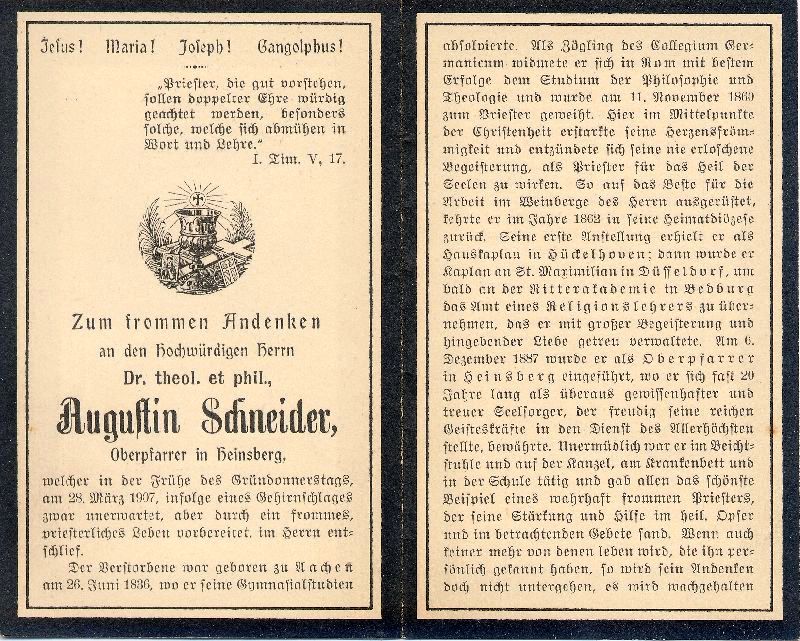 Jesus! Maria! Joseph! Gangolphus!
„Priester, die gut vorstehen,
sollen doppelter Ehre würdig
geachtet werden, besonders
solche, welche sich abmühen in
Wort und Lehre.“
I. Tim. V, 17.
Zum frommen Andenken
an den Hochwürdigen Herrn
Dr. theol. et phil.,
Augustin Schneider,
Oberpfarrer in Heinsberg,
welcher in der Frühe des Gründonnerstags,
am 28. März 1907, infolge eines Gehirnschlages
zwar unerwartet, aber durch ein frommes,
priesterliches Leben vorbereitet, im Herrn ent-
schlief.
Der Verstorbene war geboren zu Aachen
am 26. Juni 1836, wo er seine Gymnasialstudien
absolvierte. Als Zögling des Collegium Ger-
manicum widmete er sich in Rom mit bestem
Erfolge dem Studium der Philosophie und
Theologie und wurde am 11. November 1860
zum Priester geweiht. Hier im Mittelpunkte
der Christenheit erstarkte seine Herzensfröm-
migkeit und entzündete sich seine nie erloschene
Begeisterung, als Priester für das Heil der
Seelen zu wirken. So auf das Beste für die
Arbeit im Weinberge des Herrn ausgerüstet,
kehrte er im Jahre 1862 in seine Heimatdiözese
zurück. Seine erste Anstellung erhielt er als
Hauskaplan in Hückelhoven; dann wurde er
Kaplan an St. Maximilian in Düsseldorf, um
bald an der Ritterakademie in Bedburg
das Amt eines Religionslehrers zu über-
nehmen, das er mit großer Begeisterung und
hingebender Liebe getreu verwaltete. Am 6.
Dezember 1887 wurde er als Oberpfarrer
in Heinsberg eingeführt, wo er sich fast 20
Jahre lang als überaus gewissenhafter und
treuer Seelsorger, der freudig seine reichen
Geisteskräfte in den Dienst des Allerhöchsten
stellte, bewährte. Unermüdlich war er im Beicht-
stuhle und auf der Kanzel, am Krankenbett und
in der Schule tätig und gab allen das schönste
Beispiel eines wahrhaft frommen Priesters,
der seine Stärkung und Hilfe im heil. Opfer
und im betrachtenden Gebete fand. Wenn auch
keiner mehr von denen leben wird, die ihn per-
sönlich gekannt haben, so wird sein Andenken
doch nicht untergehen, es wird wachgehalten